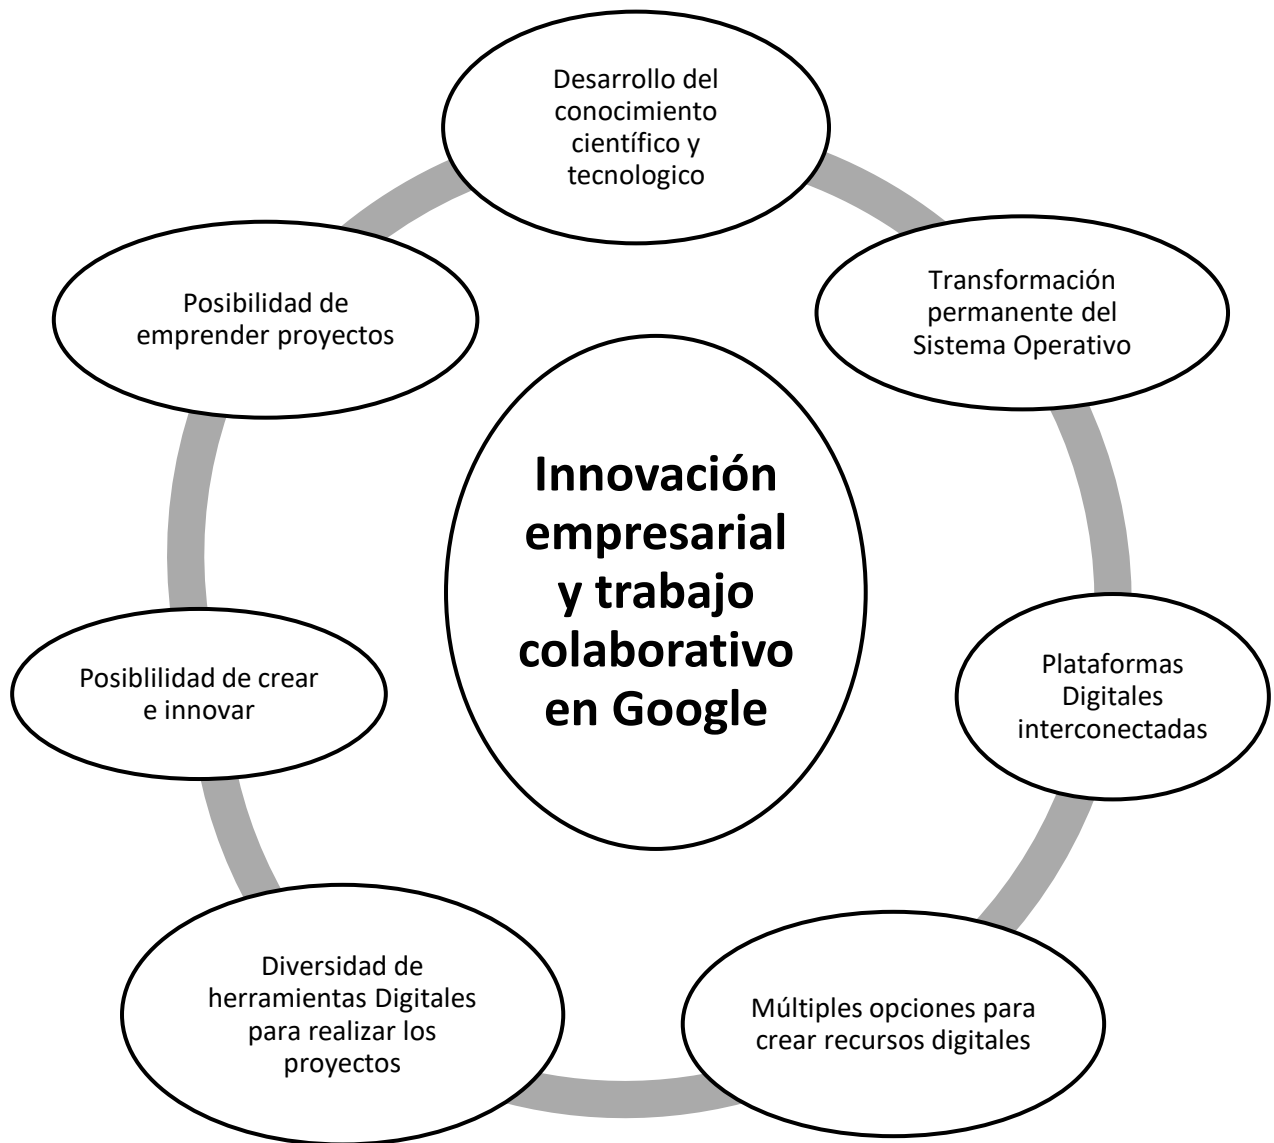 Desarrollo del
conocimiento
científico y
tecnologico
Transformación
permanente del
Sistema Operativo
Plataformas
Digitales
interconectadas
Múltiples opciones para
crear recursos digitales
Diversidad de
herramientas Digitales
para realizar los
proyectos
Posiblilidad de crear
e innovar
Posibilidad de
emprender proyectos
Innovación
empresarial
y trabajo
colaborativo
en Google